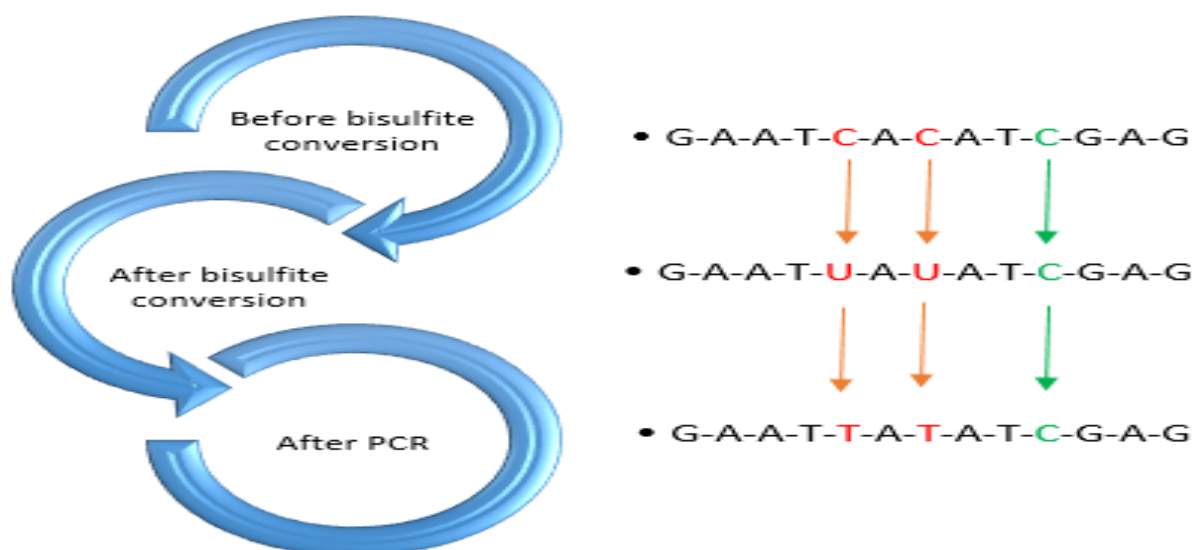 Before bisulfite
conversion
• G-A-A-T-C-A-C-A-T-C-G-A-G
After bisulfite
conversion
• G-A-A-T-U-A-U-A-T-C-G-A-G
After PCR
• G-A-A-T-T-A-T-A-T-C-G-A-G